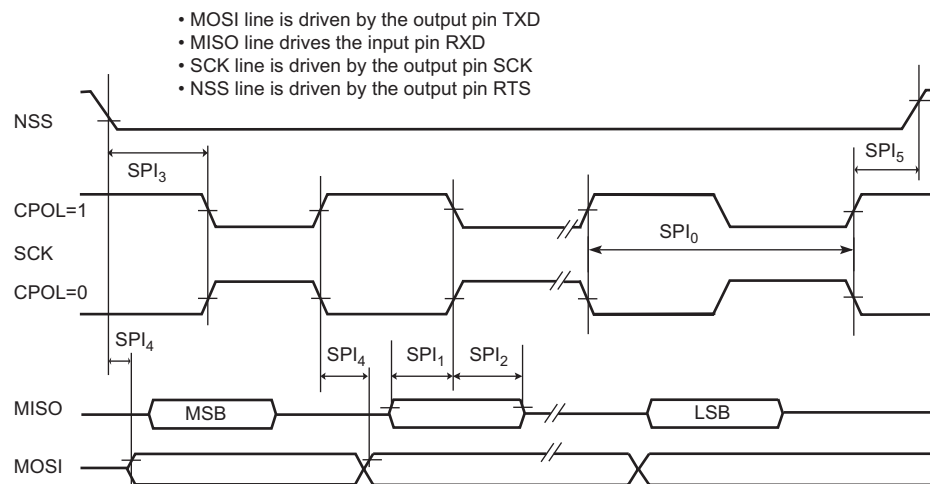 • MOSI line is driven by the output pin TXD
• MISO line drives the input pin RXD
• SCK line is driven by the output pin SCK
• NSS line is driven by the output pin RTS
NSS
SPI₃
SPI₅
CPOL=1
SCK
SPI₀
CPOL=0
SPI₄
SPI₄
SPI₁
SPI₂
MISO
MSB
LSB
MOSI